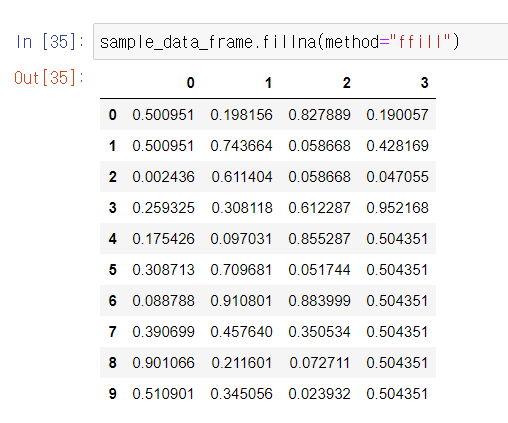 In [35]: sample_data_frame.fillna(method="ffill")
Out[35]:
0 1 2 3
0 0.500951 0.198156 0.827889 0.190057
1 0.500951 0.743664 0.058668 0.428169
2 0.002436 0.611404 0.058668 0.047055
3 0.259325 0.308118 0.612287 0.952168
4 0.175426 0.097031 0.855287 0.504351
5 0.308713 0.709681 0.051744 0.504351
6 0.088788 0.910801 0.883999 0.504351
7 0.390699 0.457640 0.350534 0.504351
8 0.901066 0.211601 0.072711 0.504351
9 0.510901 0.345056 0.023932 0.504351